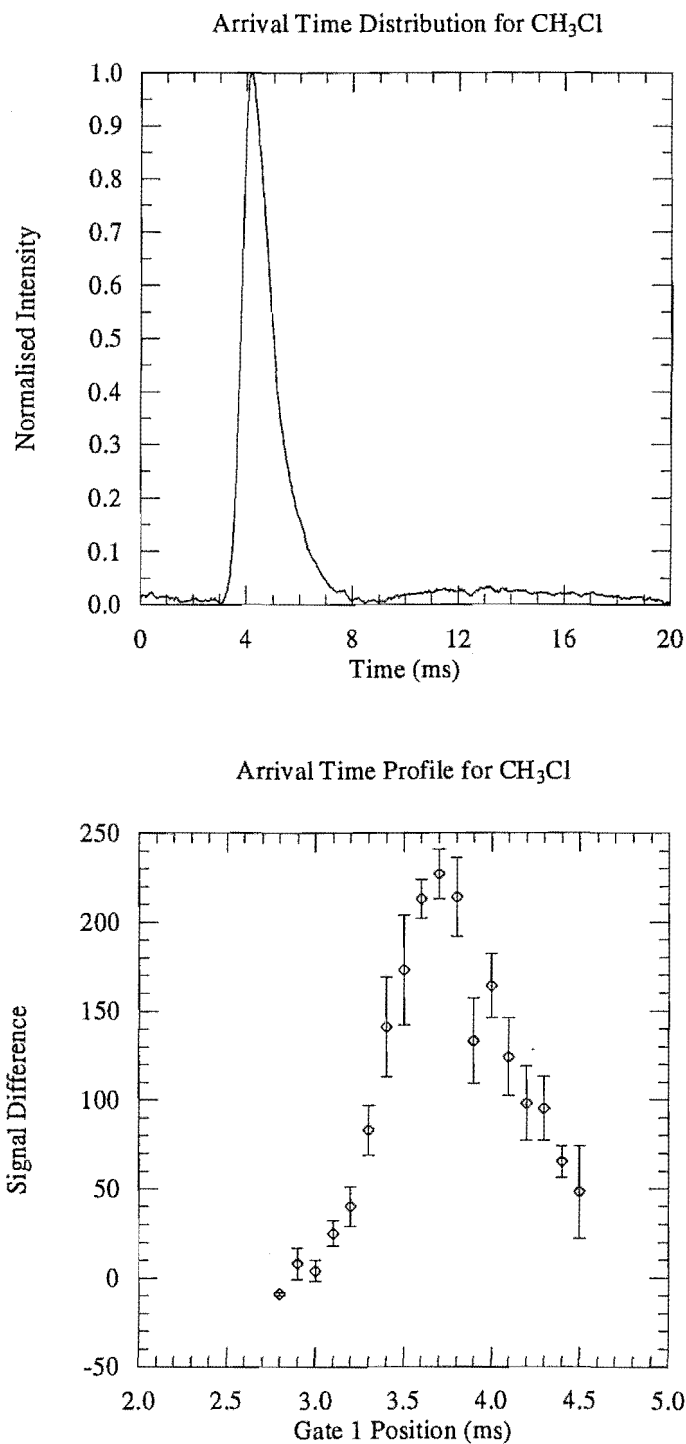 Arrival Time Distribution for CH₃Cl
1.0
0.9
0.8
0.7
0.6
0.5
0.4
0.3
0.2
0.1
0.0
Normalised Intensity
0 4 8 12 16 20
Time (ms)
Arrival Time Profile for CH₃Cl
250
200
150
100
50
0
-50
Signal Difference
2.0 2.5 3.0 3.5 4.0 4.5 5.0
Gate 1 Position (ms)